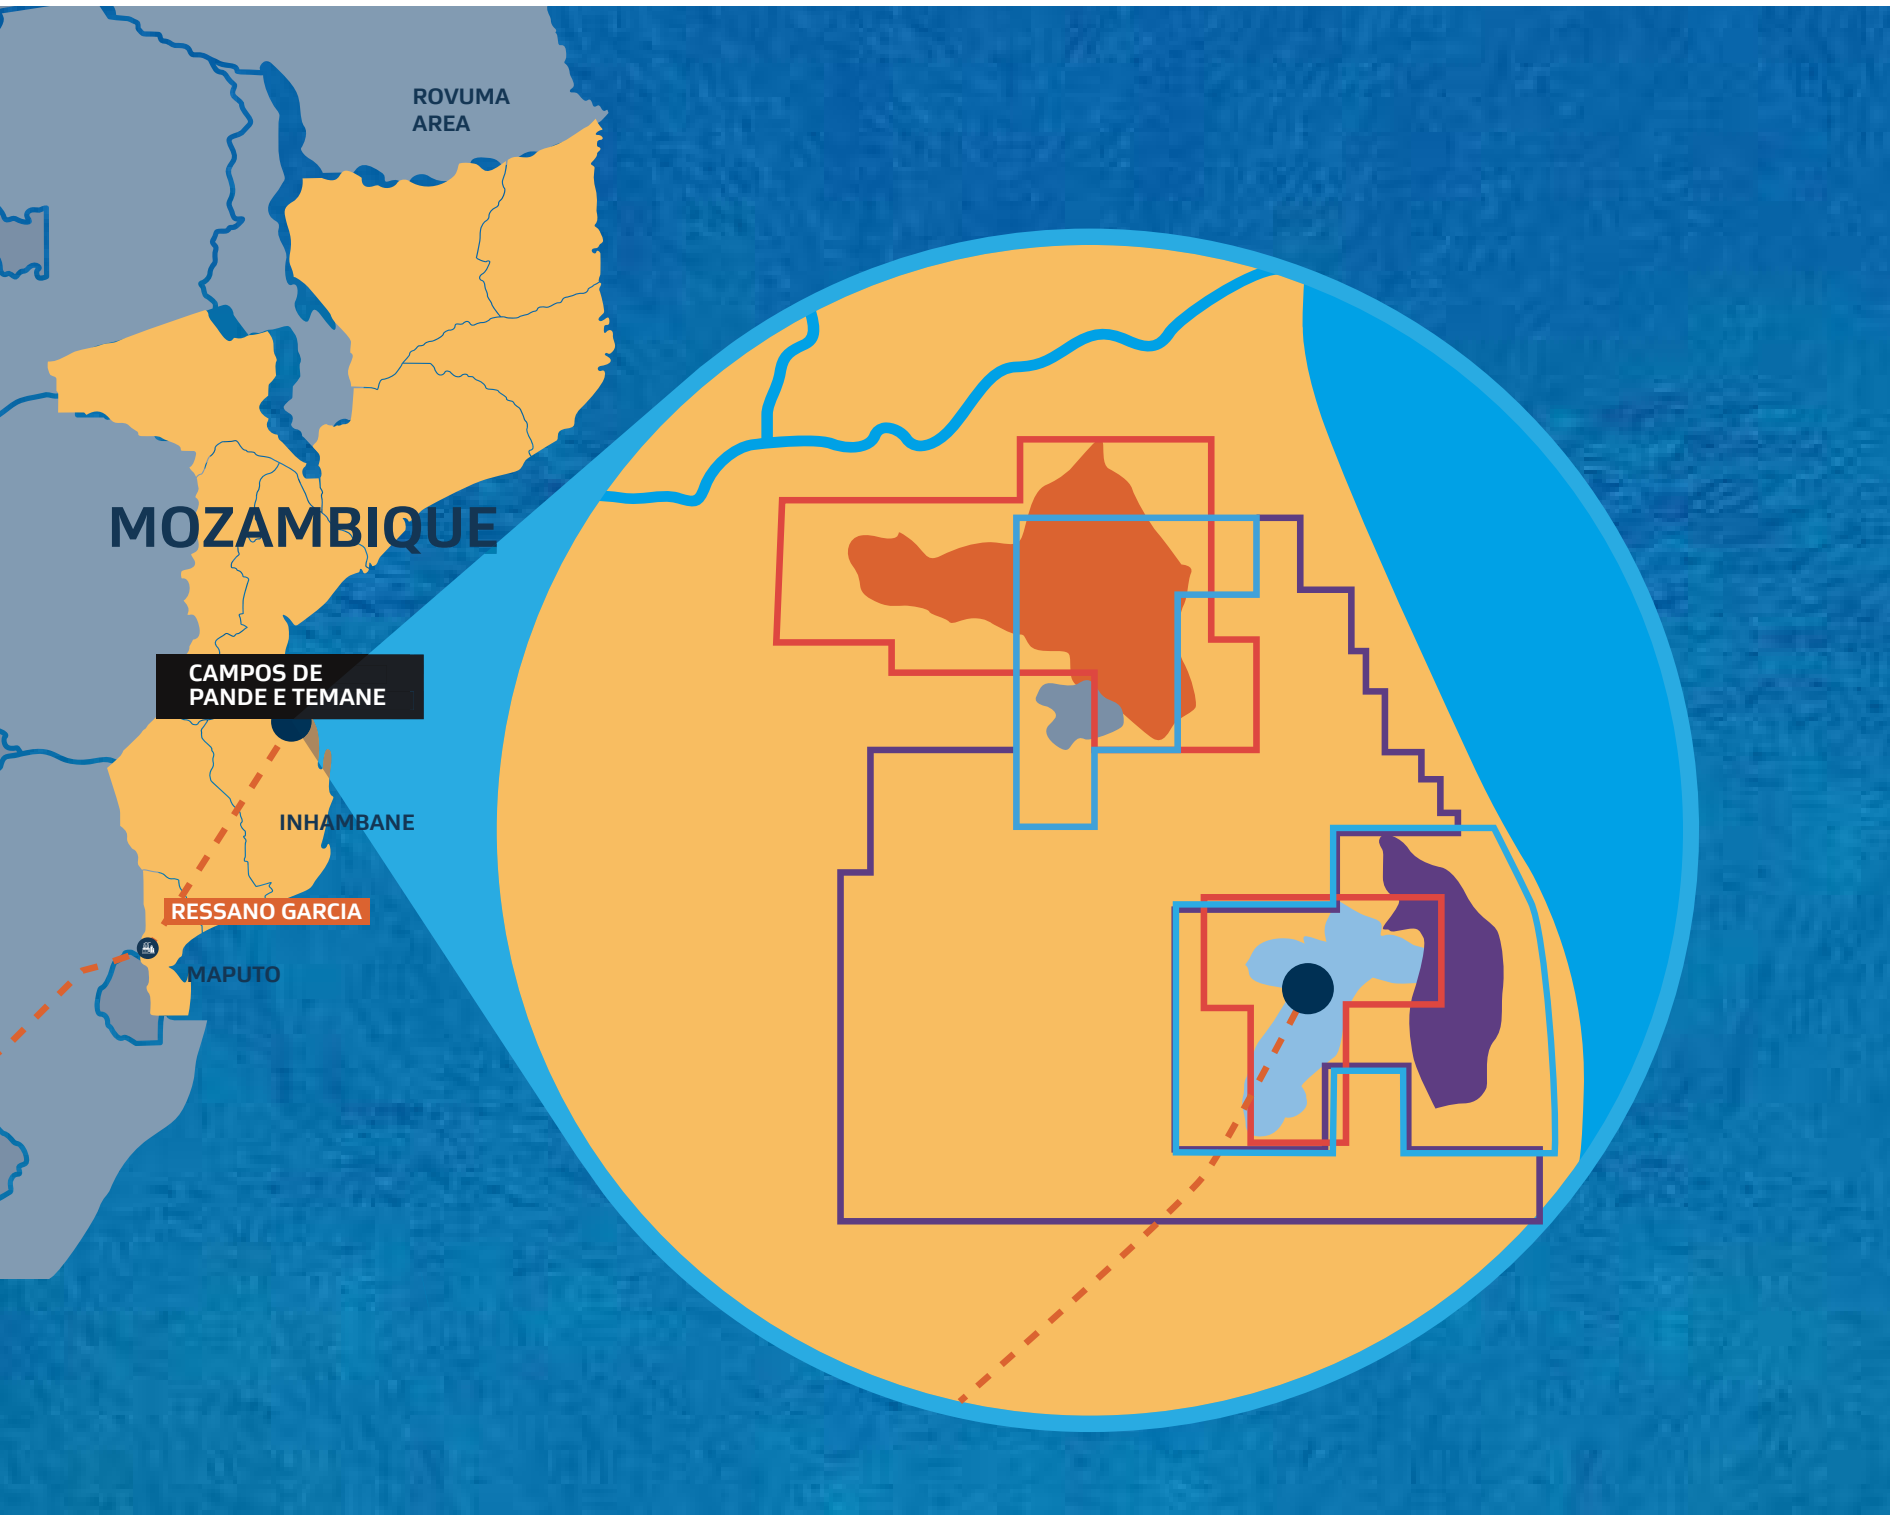 ROVUMA
AREA
MOZAMBIQUE
CAMPOS DE
PANDE E TEMANE
INHAMBANE
RESSANO GARCIA
MAPUTO